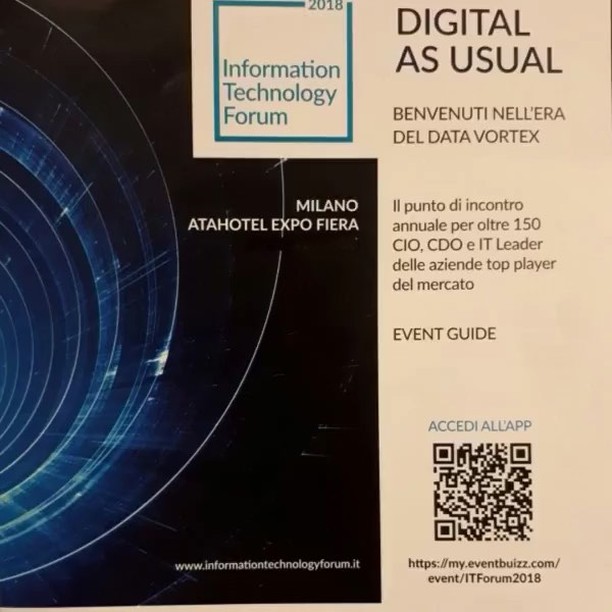 2018
Information
Technology
Forum
MILANO
ATAHOTEL EXPO FIERA
www.informationtechnologyforum.it
DIGITAL
AS USUAL
BENVENUTI NELL'ERA
DEL DATA VORTEX
Il punto di incontro
annuale per oltre 150
CIO, CDO e IT Leader
delle aziende top player
del mercato
EVENT GUIDE
ACCEDI ALL'APP
https://my.eventbuizz.com/
event/ITForum2018